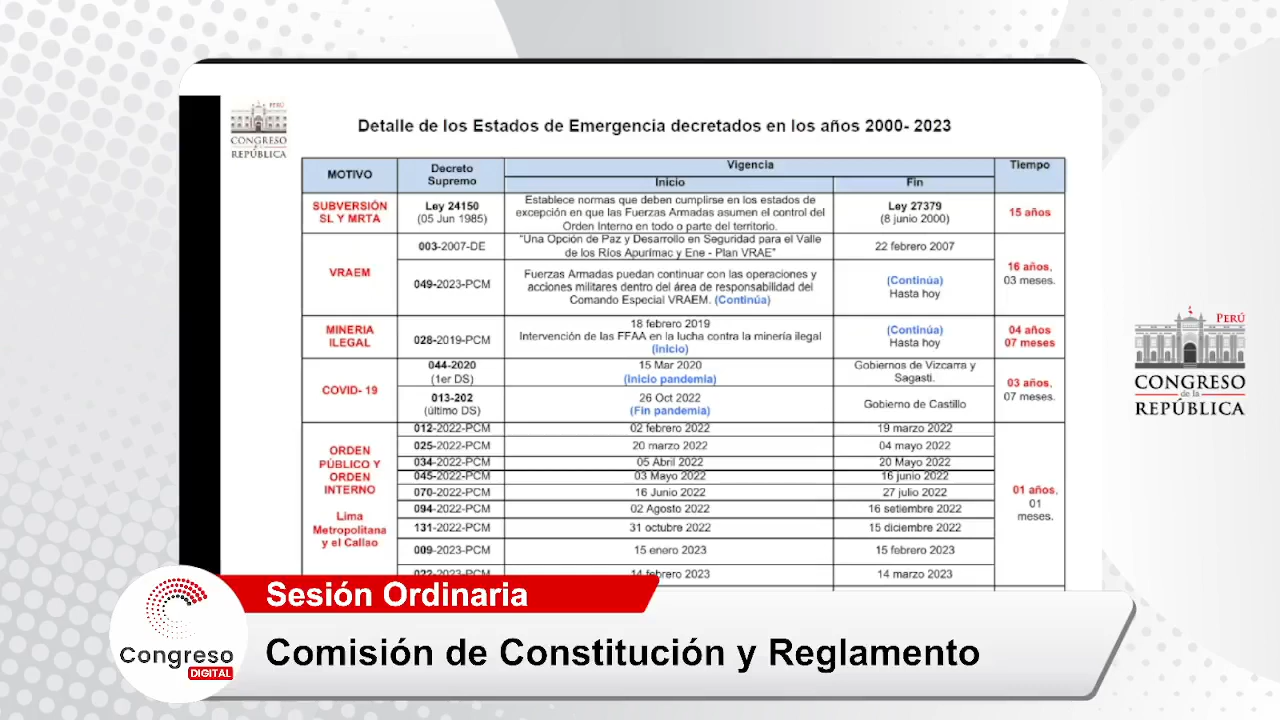 PERÚ
CONGRESO
REPÚBLICA
Detalle de los Estados de Emergencia decretados en los años 2000- 2023
MOTIVO
Decreto
Supremo
Vigencia
Tiempo
Inicio
Fin
SUBVERSIÓN
SL Y MRTA
Ley 24150
(05 Jun 1985)
Establece normas que deben cumplirse en los estados de
excepción en que las Fuerzas Armadas asumen el control del
Orden Interno en todo o parte del territorio.
Ley 27379
(8 junio 2000)
15 años
VRAEM
003-2007-DE
"Una Opción de Paz y Desarrollo en Seguridad para el Valle
de los Ríos Apurímac y Ene - Plan VRAE"
22 febrero 2007
16 años,
03 meses.
049-2023-PCM
Fuerzas Armadas puedan continuar con las operaciones y
acciones militares dentro del área de responsabilidad del
Comando Especial VRAEM. (Continúa)
(Continúa)
Hasta hoy
MINERIA
ILEGAL
028-2019-PCM
18 febrero 2019
Intervención de las FFAA en la lucha contra la minería ilegal
(inicio)
(Continúa)
Hasta hoy
04 años
07 meses
COVID- 19
044-2020
(1er DS)
15 Mar 2020
(Inicio pandemia)
Gobiernos de Vizcarra y
Sagasti.
03 años,
07 meses.
013-202
(último DS)
26 Oct 2022
(Fin pandemia)
Gobierno de Castillo
ORDEN
PÚBLICO Y
ORDEN
INTERNO
Lima
Metropolitana
y el Callao
012-2022-PCM
02 febrero 2022
19 marzo 2022
025-2022-PCM
20 marzo 2022
04 mayo 2022
034-2022-PCM
05 Abril 2022
20 Mayo 2022
045-2022-PCM
03 Mayo 2022
16 junio 2022
070-2022-PCM
16 Junio 2022
27 julio 2022
094-2022-PCM
02 Agosto 2022
16 setiembre 2022
131-2022-PCM
31 octubre 2022
15 diciembre 2022
009-2023-PCM
15 enero 2023
15 febrero 2023
022-2023-PCM
14 febrero 2023
14 marzo 2023
01 años,
01
meses.
PERÚ
CONGRESO
de la
REPÚBLICA
Congreso
DIGITAL
Sesión Ordinaria
Comisión de Constitución y Reglamento